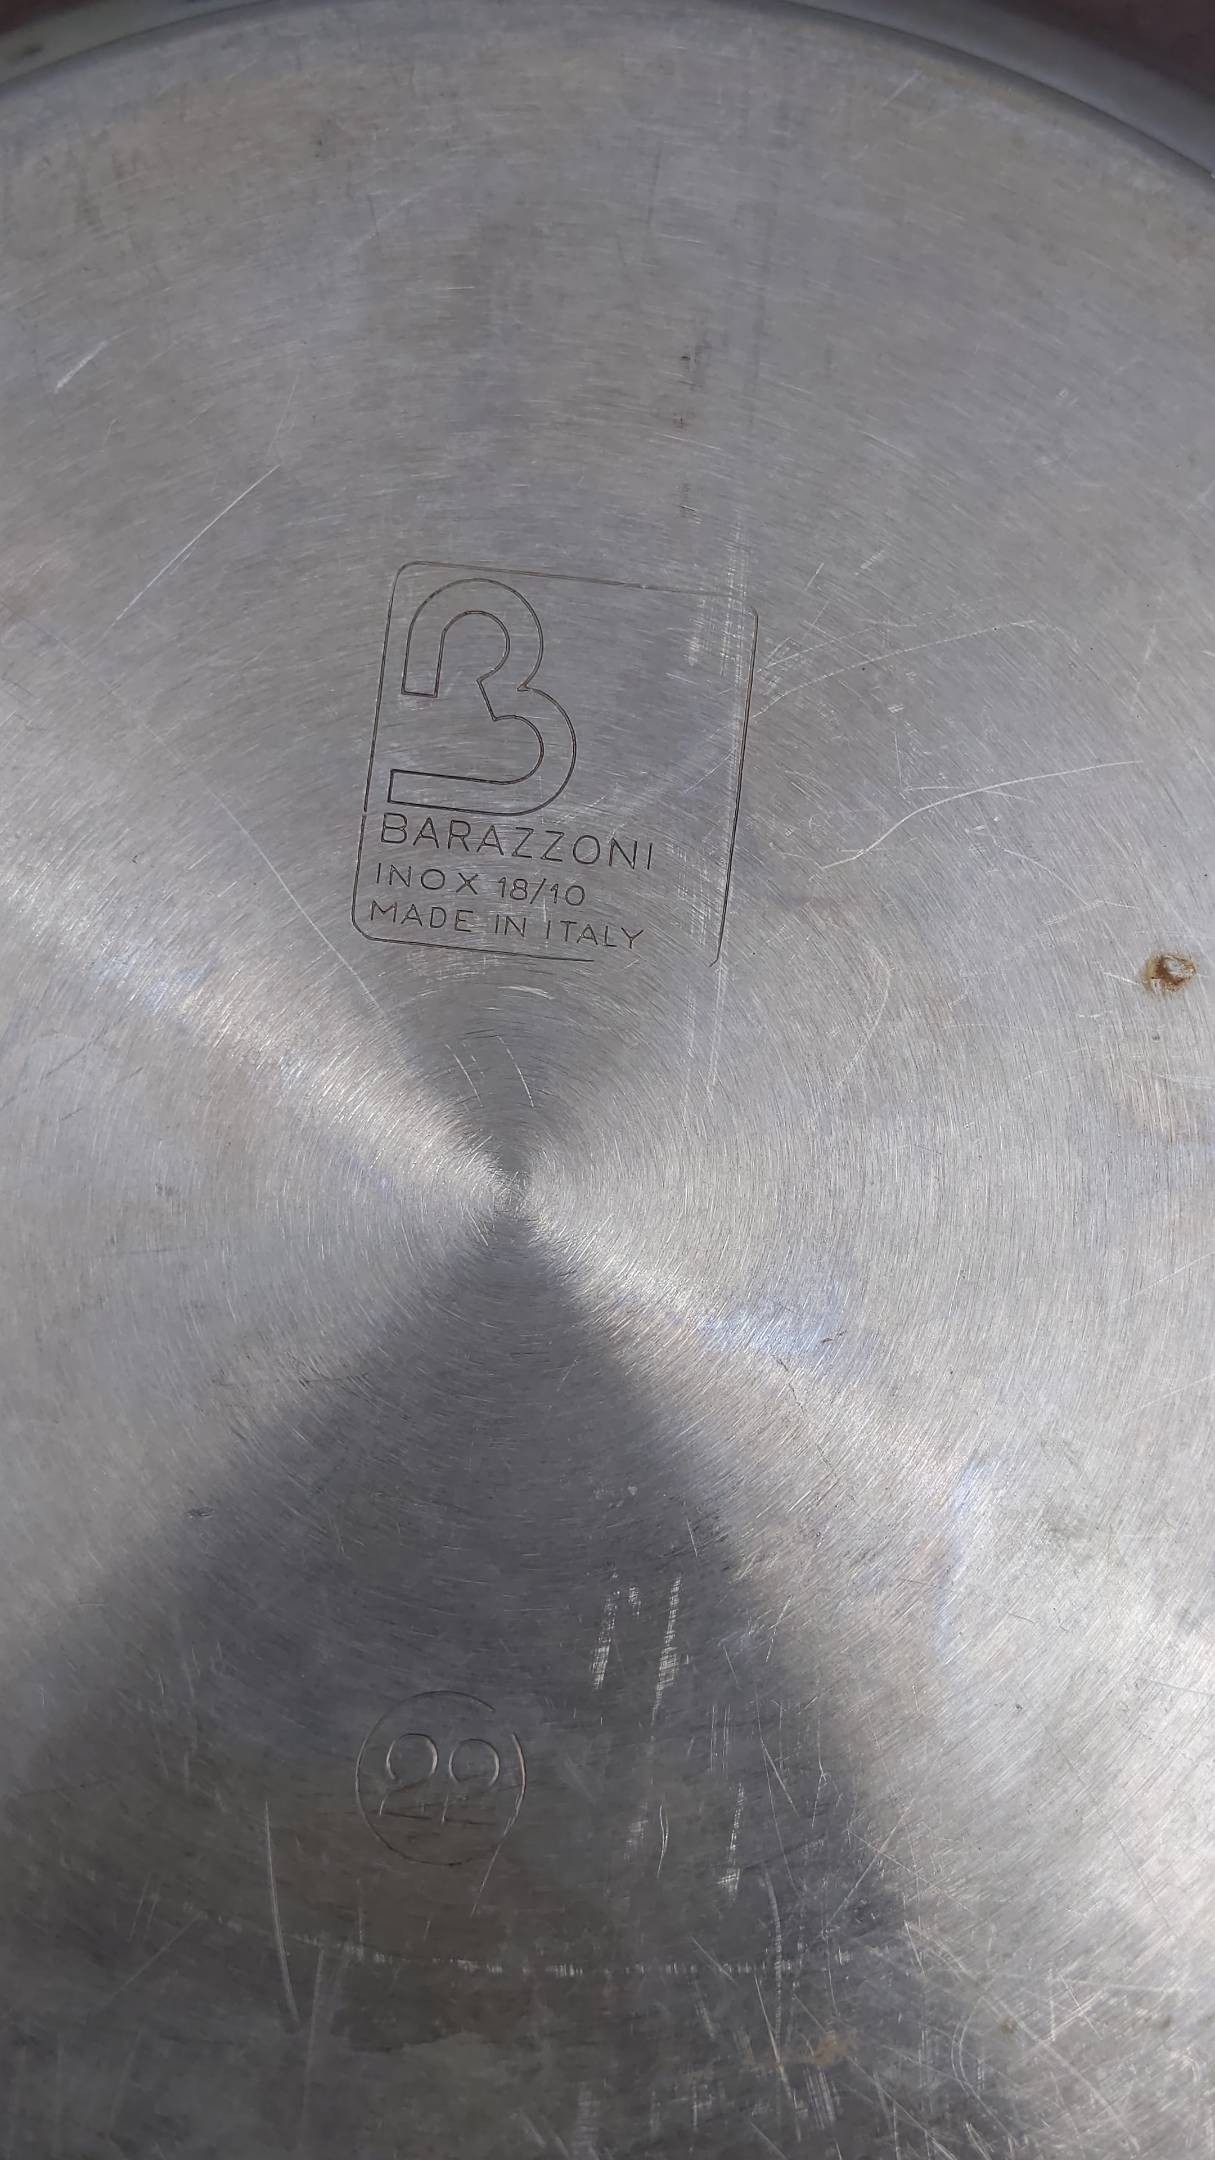 B
BARAZZONI
INOX 18/10
MADE IN ITALY
22